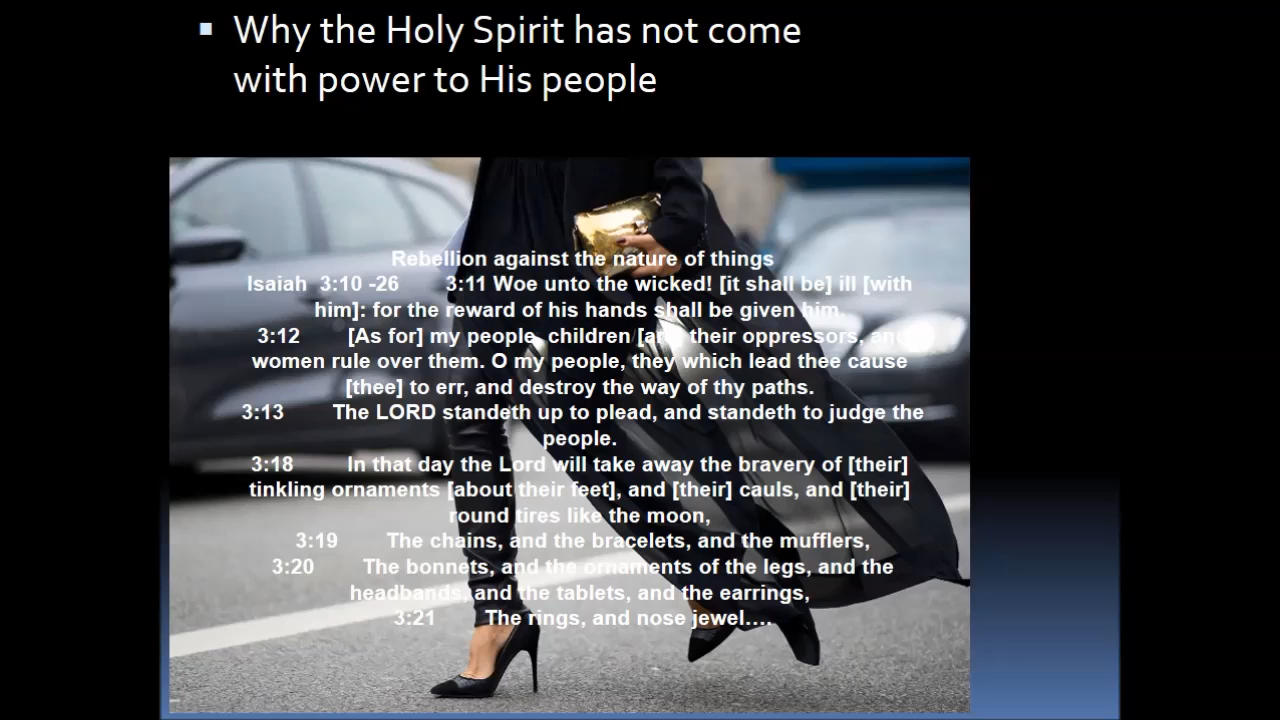 Why the Holy Spirit has not come
with power to His people
Rebellion against the nature of things
Isaiah 3:10 -26 3:11 Woe unto the wicked! [it shall be] ill [with
him]: for the reward of his hands shall be given him.
3:12 [As for] my people, children [are] their oppressors, and
women rule over them. O my people, they which lead thee cause
[thee] to err, and destroy the way of thy paths.
3:13 The LORD standeth up to plead, and standeth to judge the
people.
3:18 In that day the Lord will take away the bravery of [their]
tinkling ornaments [about their feet], and [their] cauls, and [their]
round tires like the moon,
3:19 The chains, and the bracelets, and the mufflers,
3:20 The bonnets, and the ornaments of the legs, and the
headbands, and the tablets, and the earrings,
3:21 The rings, and nose jewel….